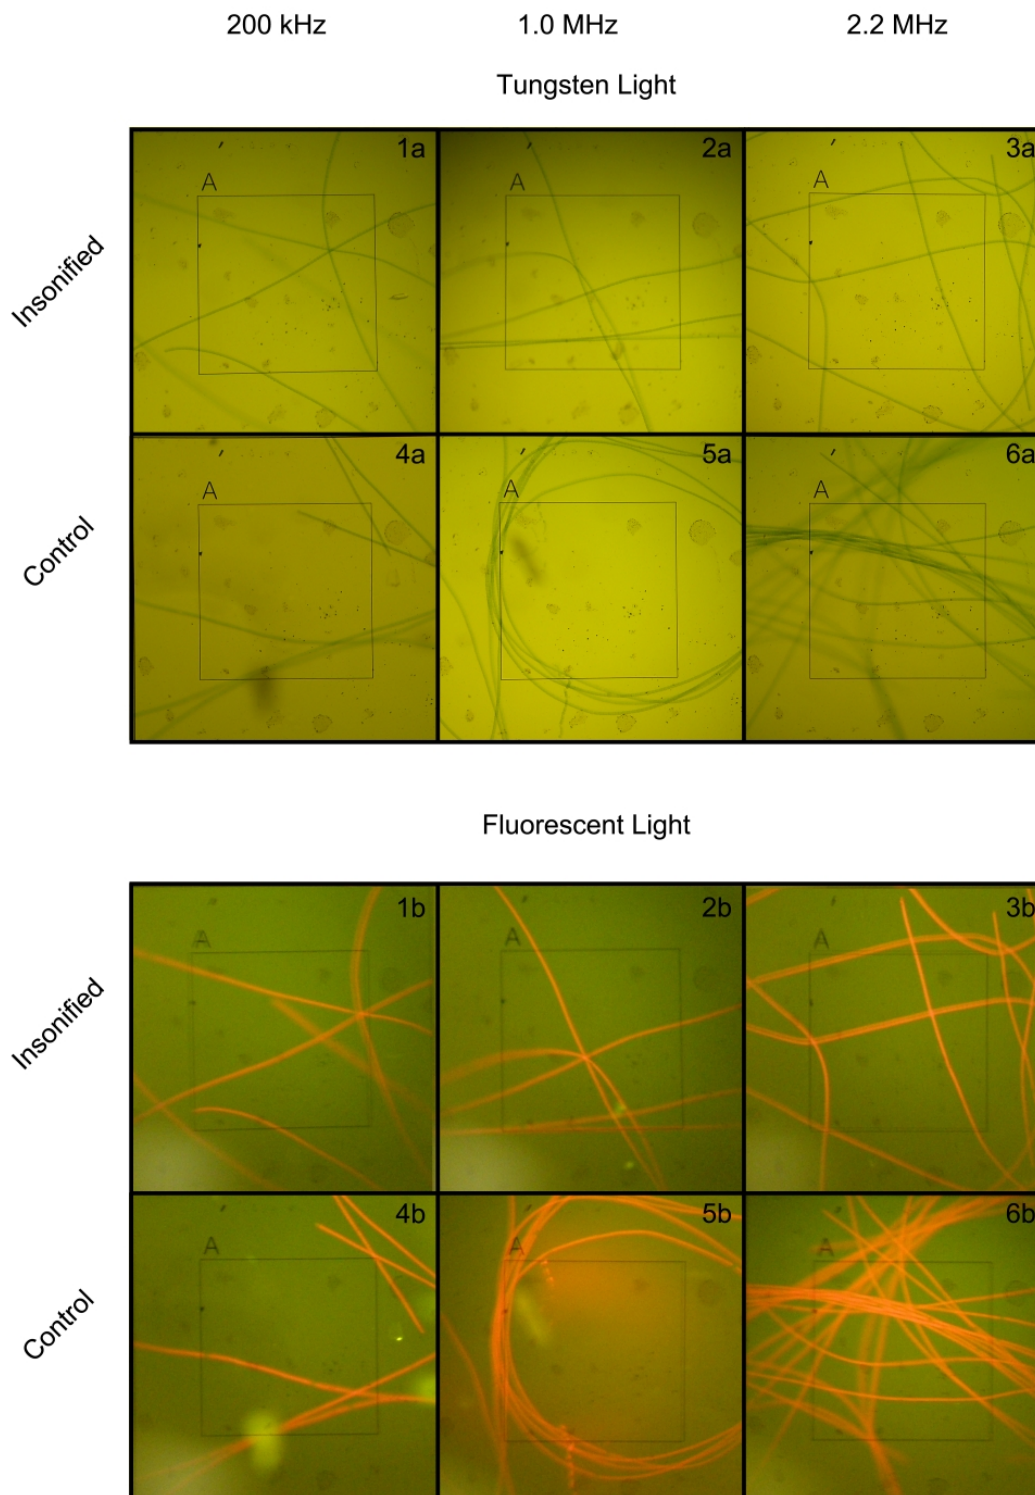 200 kHz 1.0 MHz 2.2 MHz
Tungsten Light
Insonified
1a 2a 3a
A A A
Control
4a 5a 6a
A A A
Fluorescent Light
Insonified
1b 2b 3b
A A A
Control
4b 5b 6b
A A A